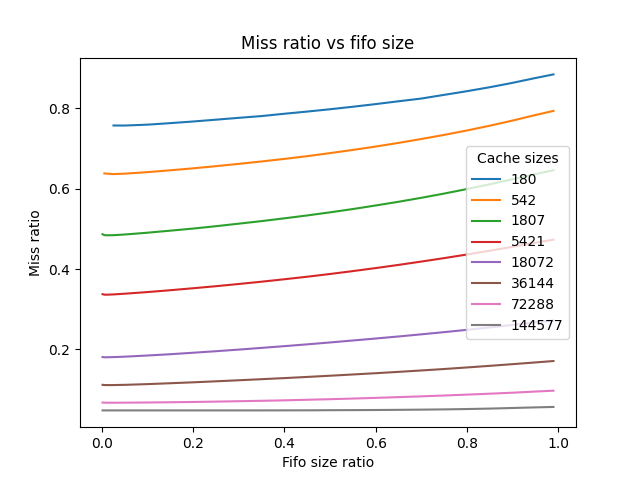 Miss ratio vs fifo size
Miss ratio
0.8
0.6
0.4
0.2
Cache sizes
180
542
1807
5421
18072
36144
72288
144577
0.0 0.2 0.4 0.6 0.8 1.0
Fifo size ratio